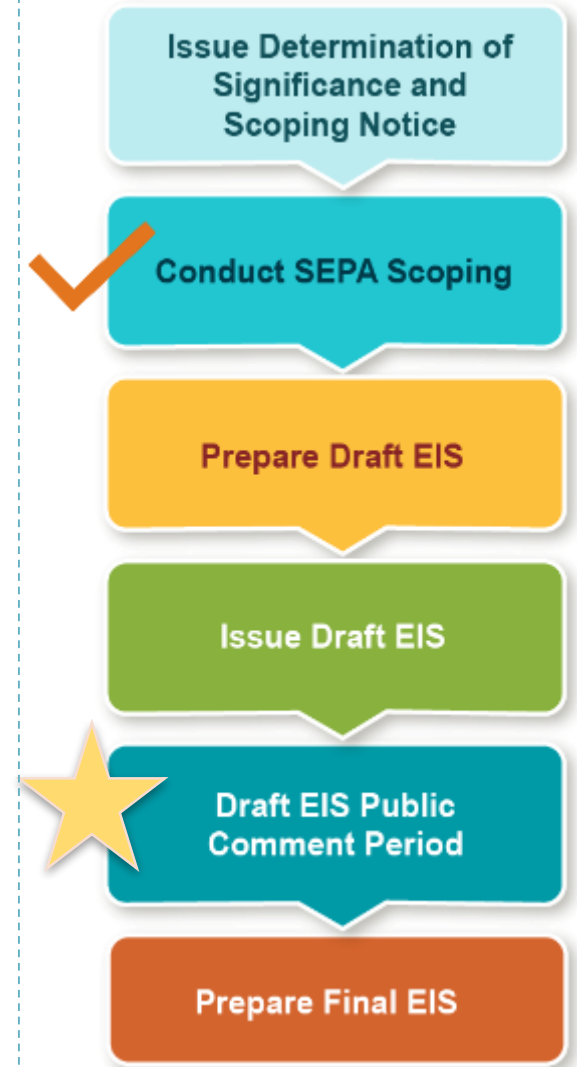 Issue Determination of
Significance and
Scoping Notice
Conduct SEPA Scoping
Prepare Draft EIS
Issue Draft EIS
Draft EIS Public
Comment Period
Prepare Final EIS